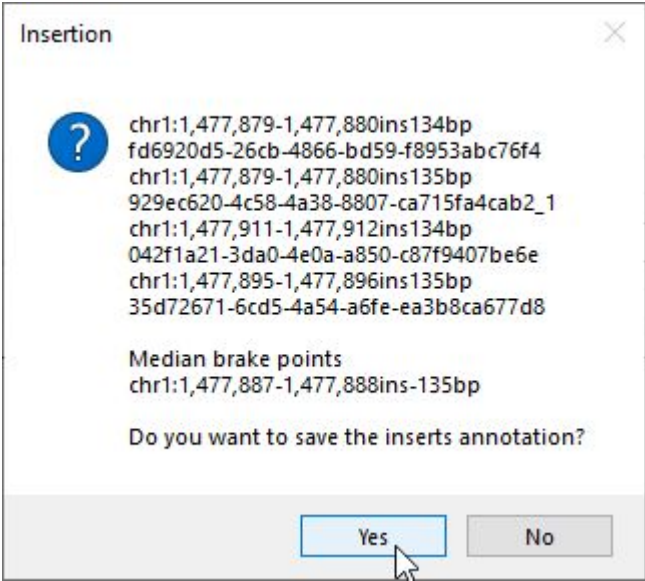 Insertion
?
chr1:1,477,879-1,477,880ins134bp
fd6920d5-26cb-4866-bd59-f8953abc76f4
chr1:1,477,879-1,477,880ins135bp
929ec620-4c58-4a38-8807-ca715fa4cab2_1
chr1:1,477,911-1,477,912ins134bp
042f1a21-3da0-4e0a-a850-c87f9407be6e
chr1:1,477,895-1,477,896ins135bp
35d72671-6cd5-4a54-a6fe-ea3b8ca677d8
Median brake points
chr1:1,477,887-1,477,888ins-135bp
Do you want to save the inserts annotation?
Yes No